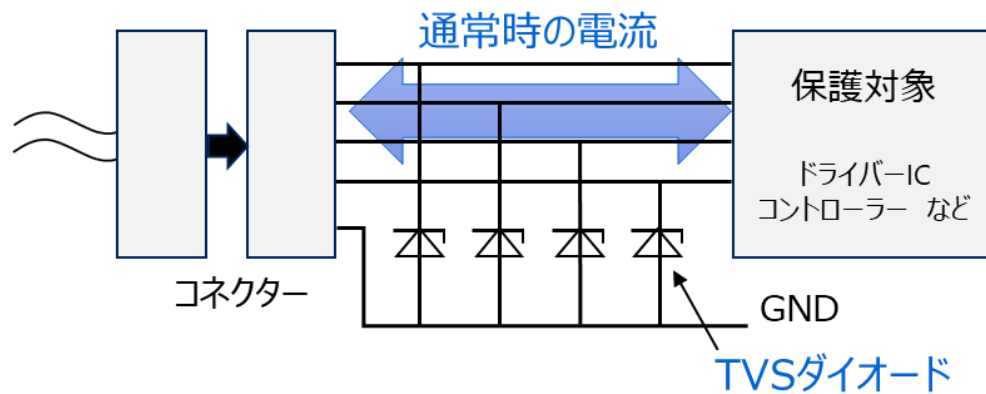 通常時の電流
保護対象
ドライバーIC
コントローラー など
コネクター
GND
TVSダイオード